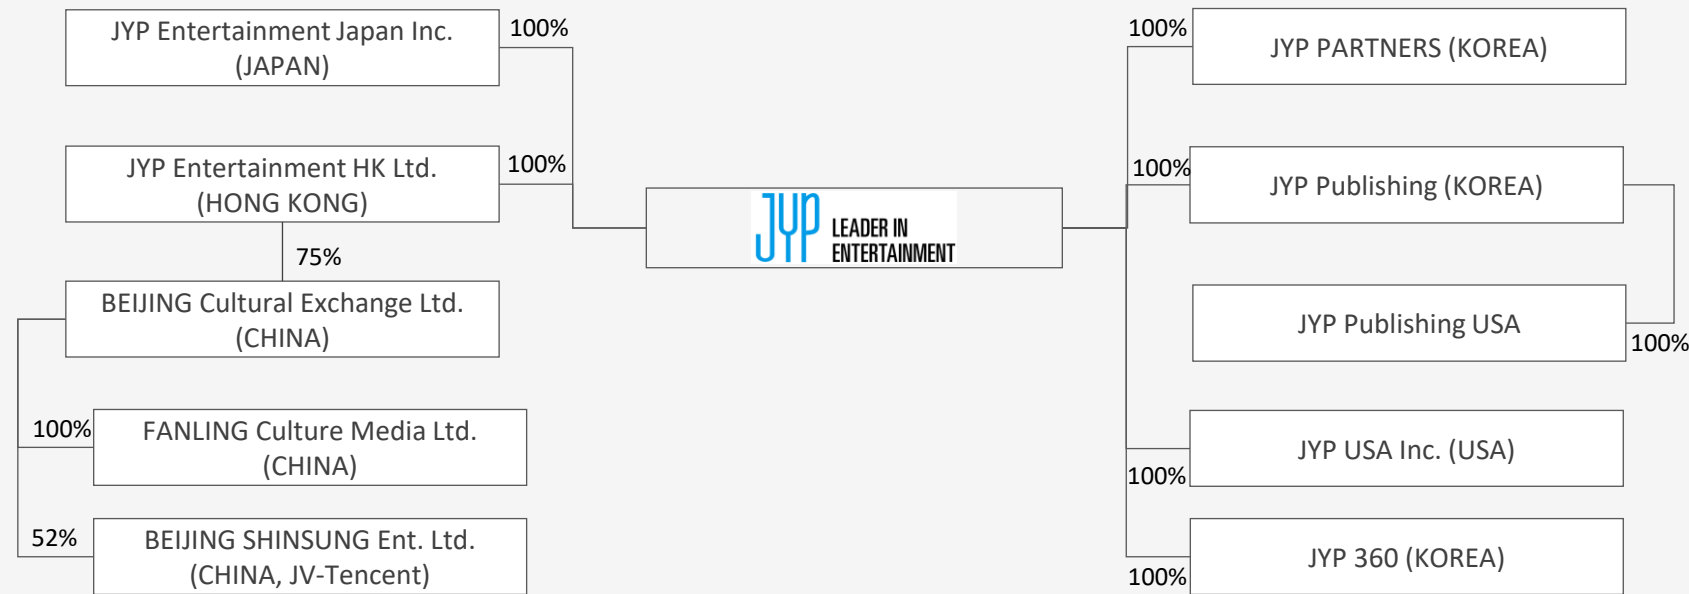 JYP Entertainment Japan Inc.
(JAPAN)
100%
JYP Entertainment HK Ltd.
(HONG KONG)
100%
75%
BEIJING Cultural Exchange Ltd.
(CHINA)
100%
FANLING Culture Media Ltd.
(CHINA)
52%
BEIJING SHINSUNG Ent. Ltd.
(CHINA, JV-Tencent)
JYP LEADER IN
ENTERTAINMENT
100%
JYP PARTNERS (KOREA)
100%
JYP Publishing (KOREA)
JYP Publishing USA
100%
JYP USA Inc. (USA)
100%
JYP 360 (KOREA)
100%